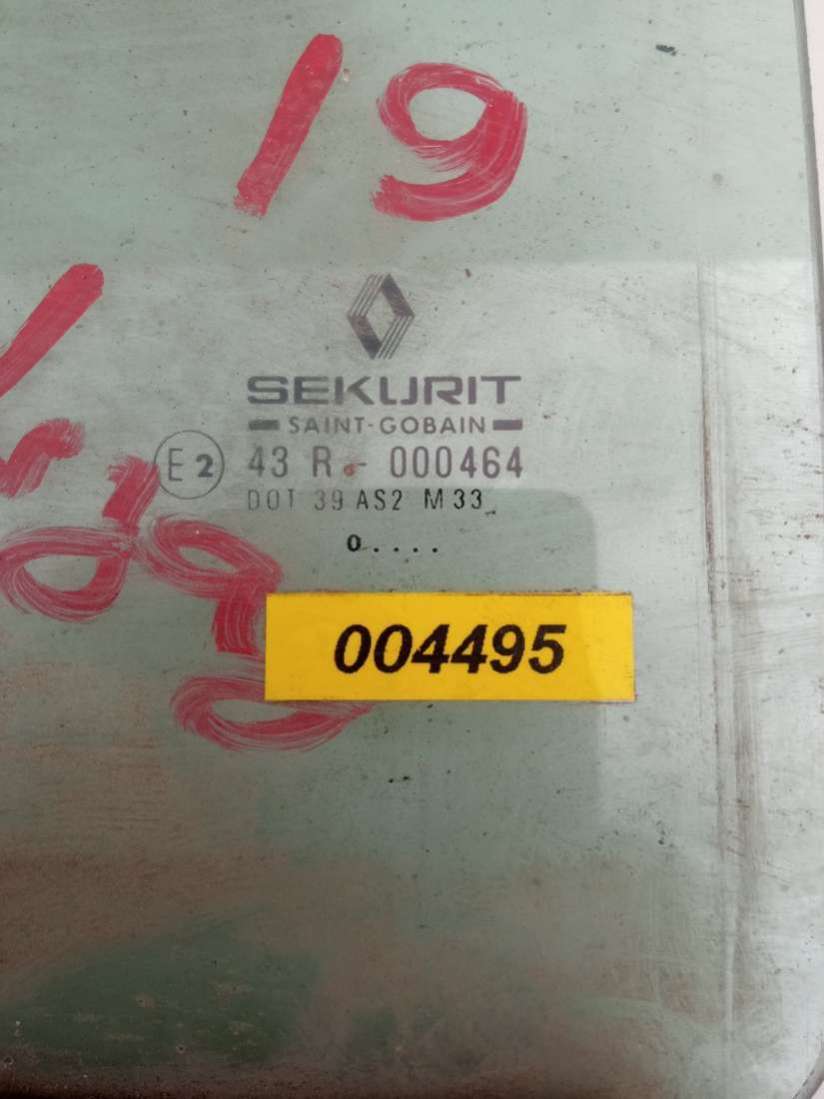 19
SEKURIT
SAINT-GOBAIN
E2 43 R - 000464
DOT 39 AS2 M33
o....
004495